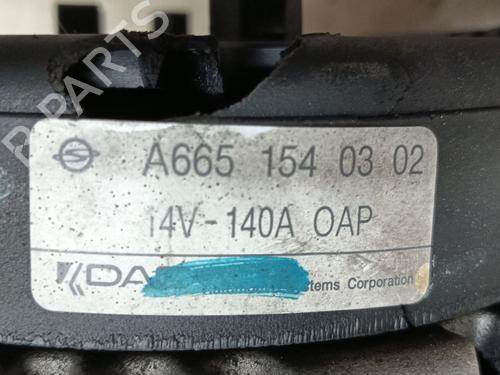 B-PARTS
A665 154 03 02
14V-140A OAP
DA
tems Corporation